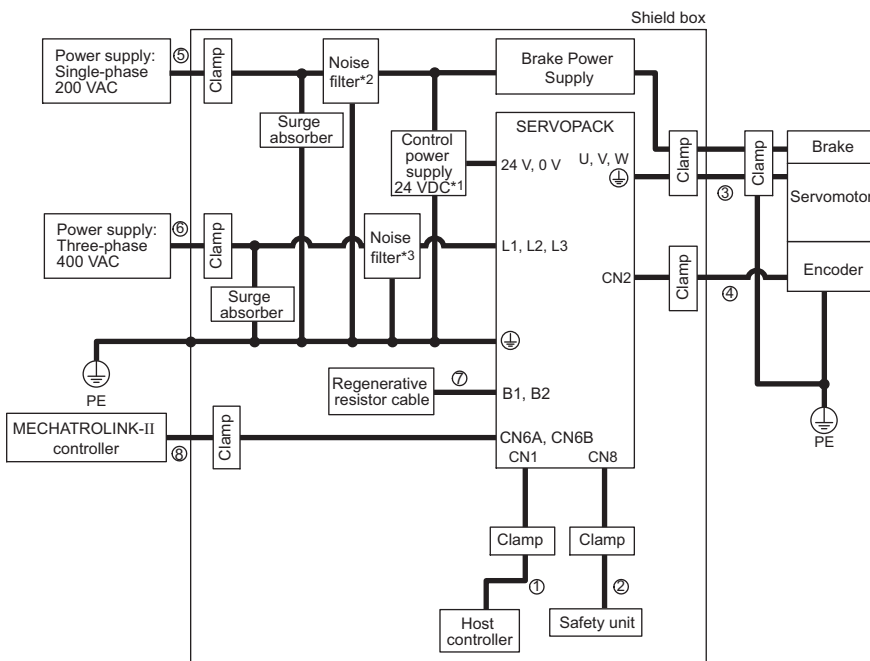 Shield box
Power supply:
Single-phase
200 VAC
⑤
Clamp
Noise
filter*2
Brake Power
Supply
Surge
absorber
SERVOPACK
Control
power
supply
24 VDC*1
24 V, 0 V
U, V, W
Clamp
Clamp
Brake
③
Servomotor
Power supply:
Three-phase
400 VAC
⑥
Clamp
Noise
filter*3
L1, L2, L3
CN2
Clamp
④
Encoder
Surge
absorber
PE
Regenerative
resistor cable
⑦
B1, B2
PE
MECHATROLINK-II
controller
⑧
Clamp
CN6A, CN6B
CN1
CN8
Clamp
Clamp
①
②
Host
controller
Safety unit